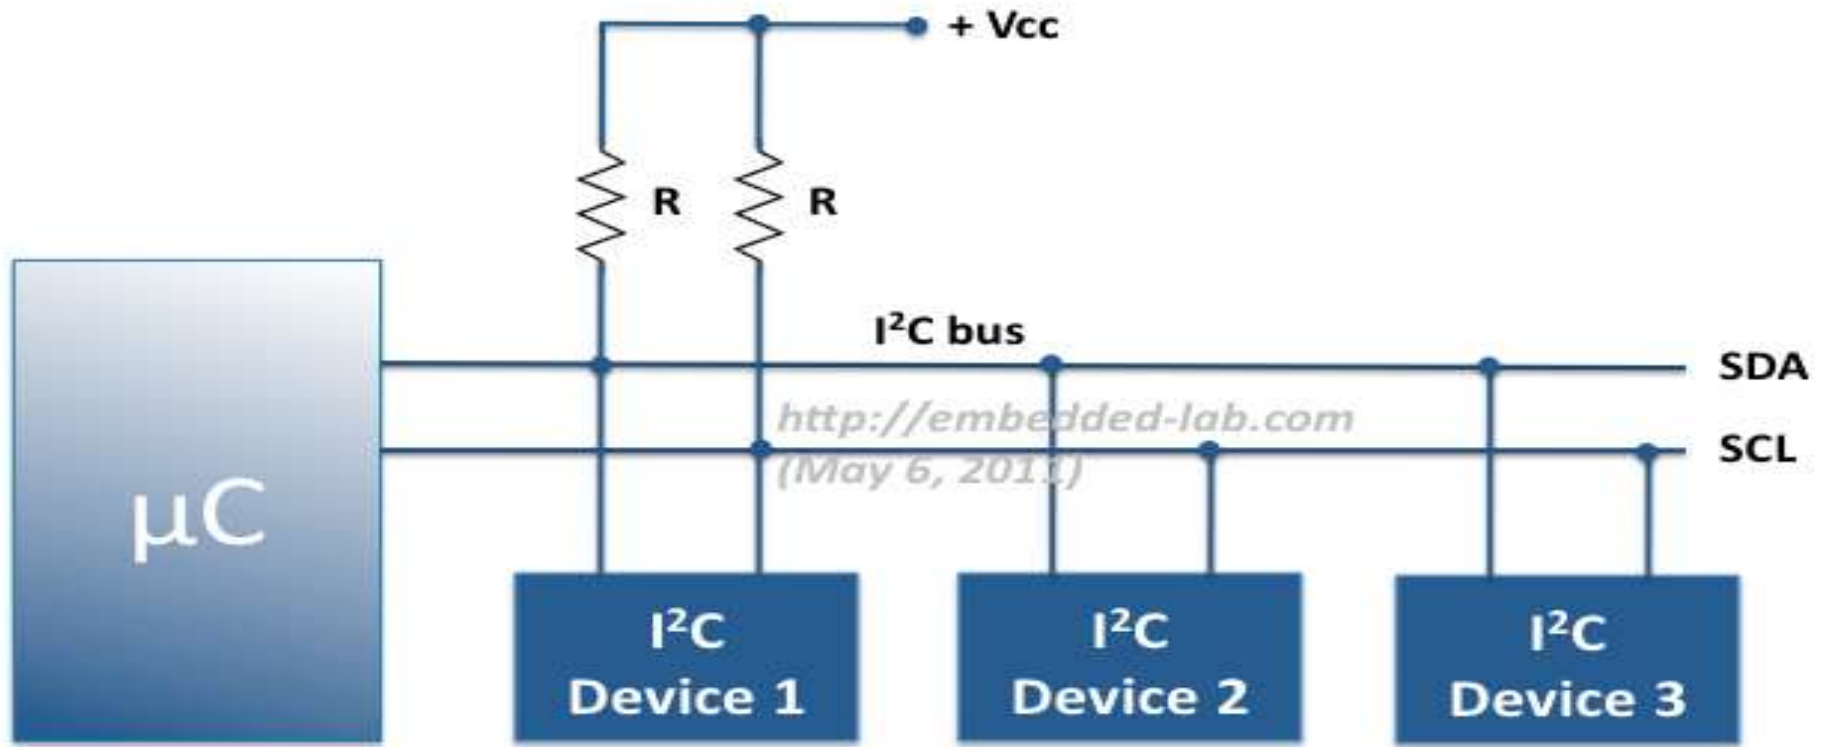 + Vcc
R
R
I²C bus
SDA
http://embedded-lab.com
SCL
(May 6, 2011)
µC
I²C
Device 1
I²C
Device 2
I²C
Device 3